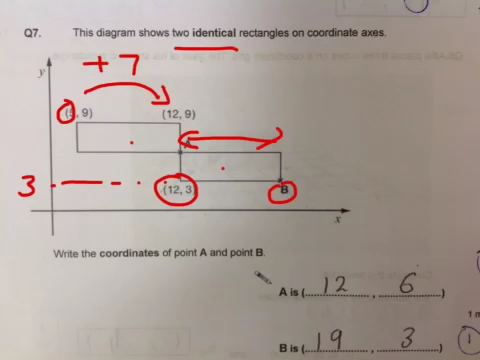 Q7. This diagram shows two identical rectangles on coordinate axes.
+ 7
y
(5, 9) (12, 9)
A
3 (12, 3) B
x
Write the coordinates of point A and point B.
A is (12, 6)
1 m
B is (19, 3)